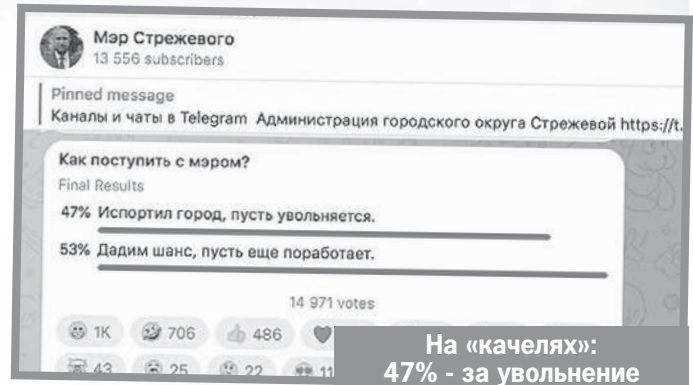 Мэр Стрежевого
13 556 subscribers
Pinned message
Каналы и чаты в Telegram Администрация городского округа Стрежевой https://t.
Как поступить с мэром?
Final Results
47% Испортил город, пусть увольняется.
53% Дадим шанс, пусть еще поработает.
14 971 votes
1K 706 486
43 25 22 11
На «качелях»:
47% - за увольнение